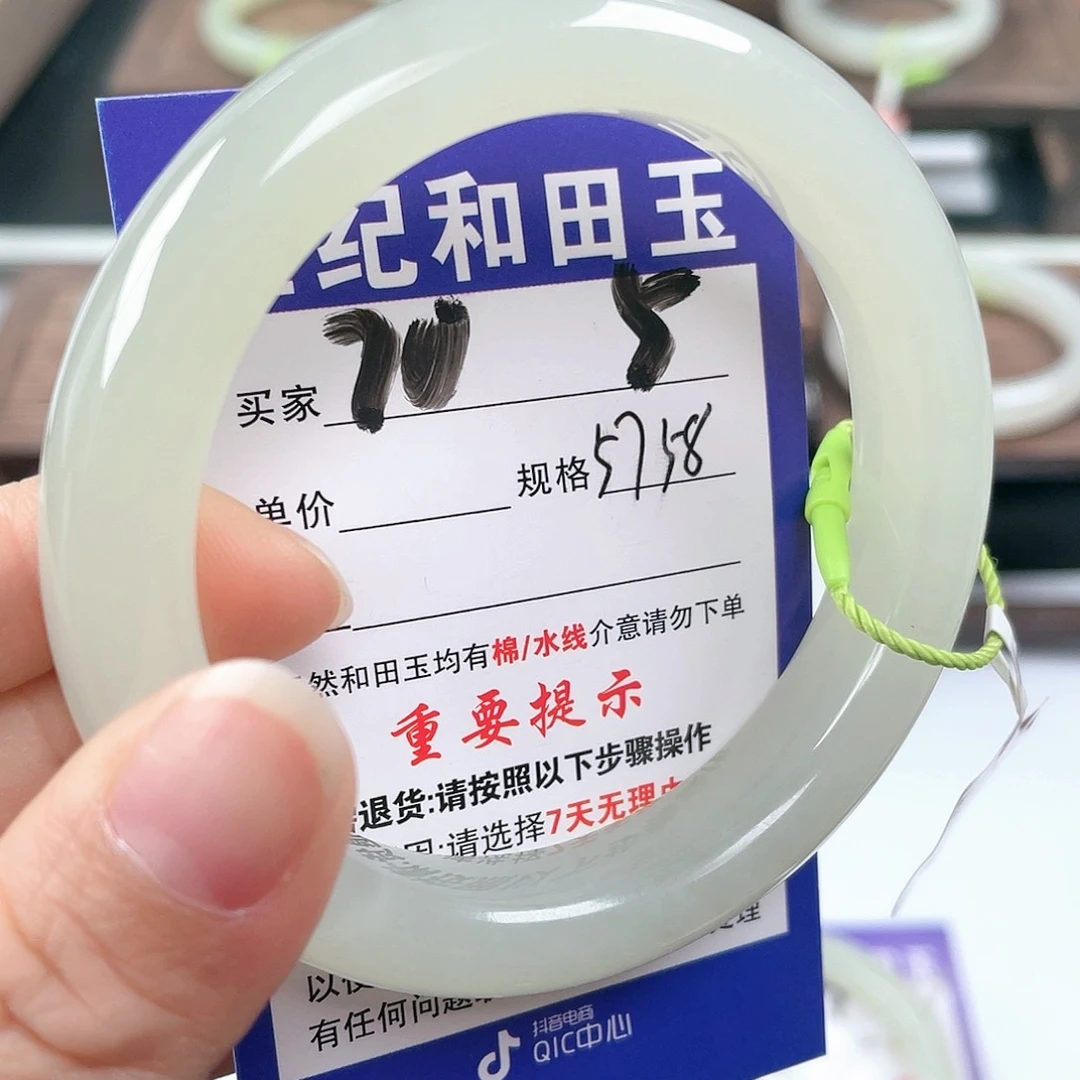 纪和田玉
买家
单价 规格 5758
然和田玉均有棉/水线介意请勿下单
重要提示
退货:请按照以下步骤操作
因:请选择7天无理由
有任何问题
抖音电商
QIC中心